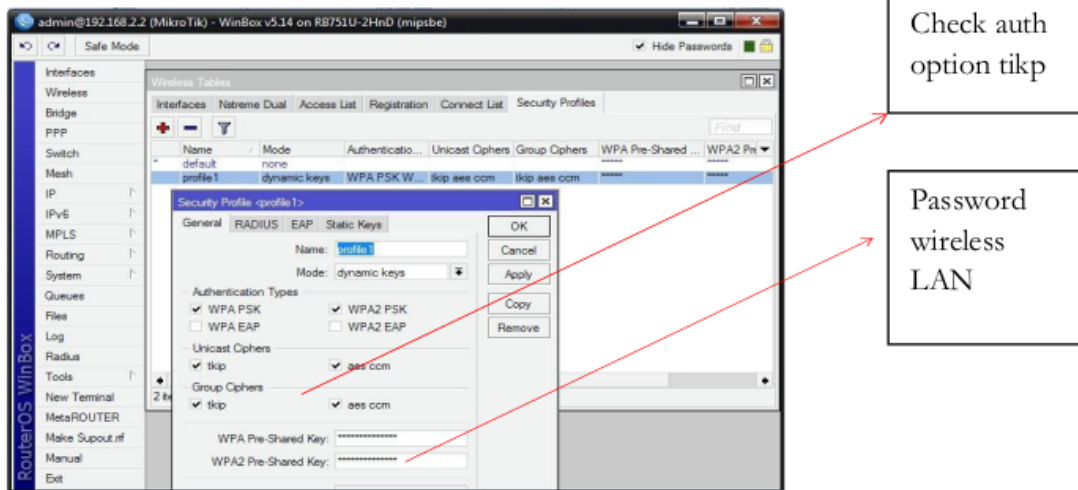 admin@192.168.2.2 (MikroTik) - WinBox v5.14 on RB751U-2HnD (mipsbe)
Safe Mode
Hide Passwords
Interfaces
Wireless
Bridge
PPP
Switch
Mesh
IP
IPv6
MPLS
Routing
System
Queues
Files
Log
Radius
Tools
New Terminal
MetaROUTER
Make Supout.rif
Manual
Exit
RouterOS WinBox
Wireless Tables
Interfaces Nstreme Dual Access List Registration Connect List Security Profiles
Find
Name Mode Authenticatio... Unicast Ciphers Group Ciphers WPA Pre-Shared ... WPA2 Pre
* default none ***** *****
profile1 dynamic keys WPA PSK W... tkip aes ccm tkip aes ccm ***** *****
2 ite
Security Profile <profile1>
General RADIUS EAP Static Keys
Name: profile1
Mode: dynamic keys
Authentication Types
WPA PSK WPA2 PSK
WPA EAP WPA2 EAP
Unicast Ciphers
tkip aes ccm
Group Ciphers
tkip aes ccm
WPA Pre-Shared Key: **************
WPA2 Pre-Shared Key: **************
OK
Cancel
Apply
Copy
Remove
Check auth
option tikp
Password
wireless
LAN